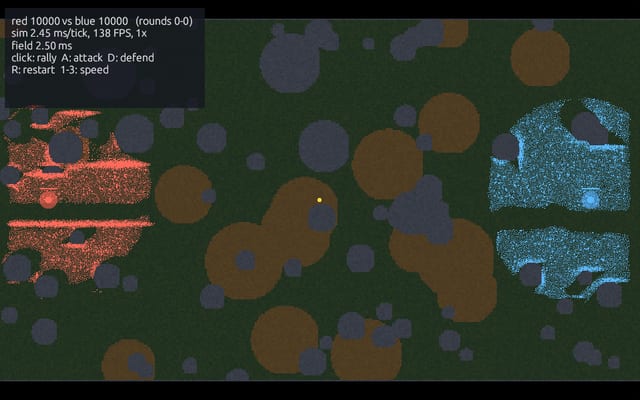 red 10000 vs blue 10000   (rounds 0-0)
sim 2.45 ms/tick, 138 FPS, 1x
field 2.50 ms
click: rally  A: attack  D: defend
R: restart  1-3: speed